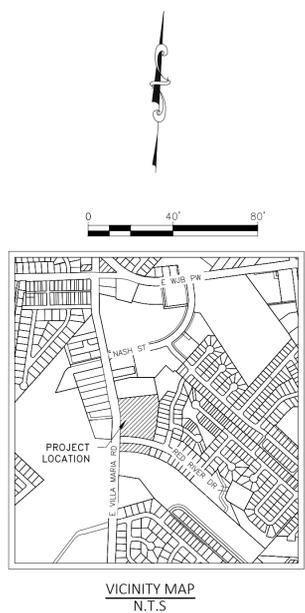 0 40' 80'
E WJB PW
NASH ST
PROJECT
LOCATION
E. VILLA MARIA RD
RED RIVER DR
VICINITY MAP
N.T.S